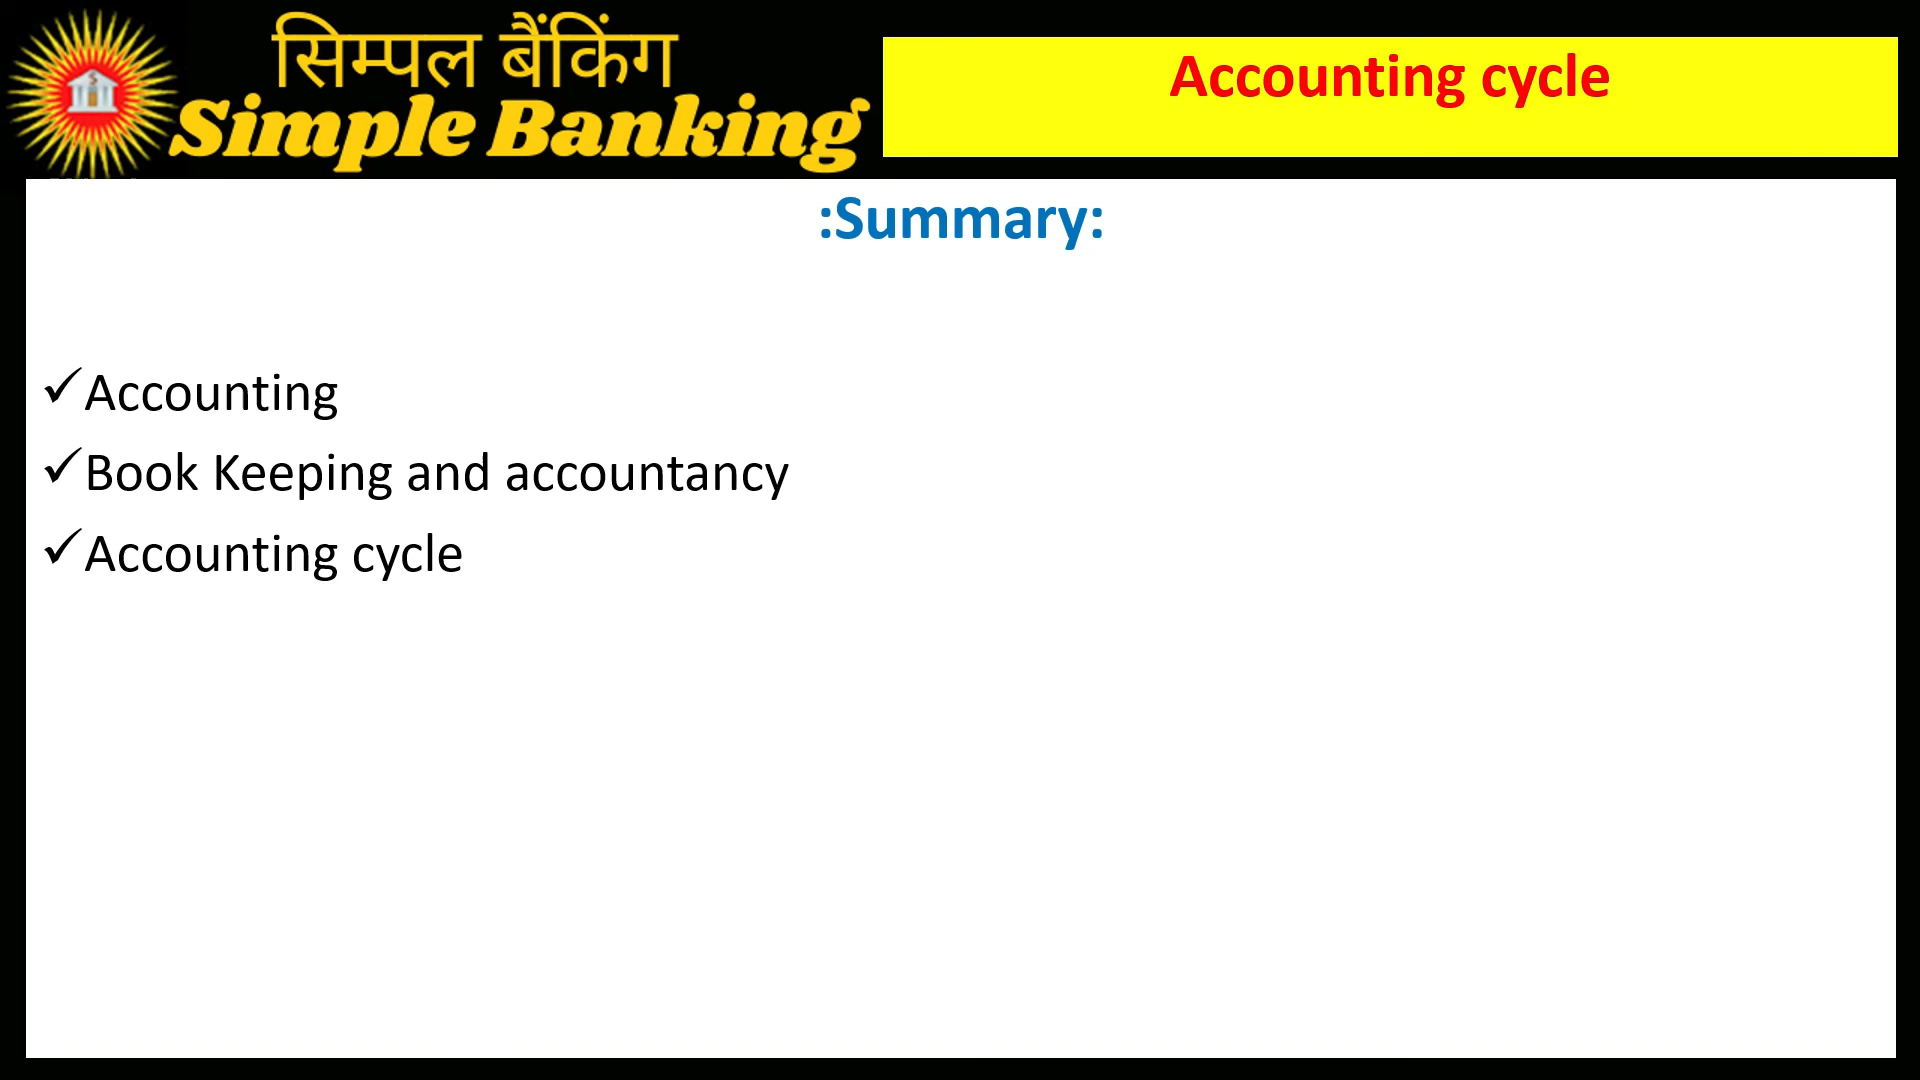 सिम्पल बैंकिंग
Simple Banking
Accounting cycle
:Summary:
✓Accounting
✓Book Keeping and accountancy
✓Accounting cycle